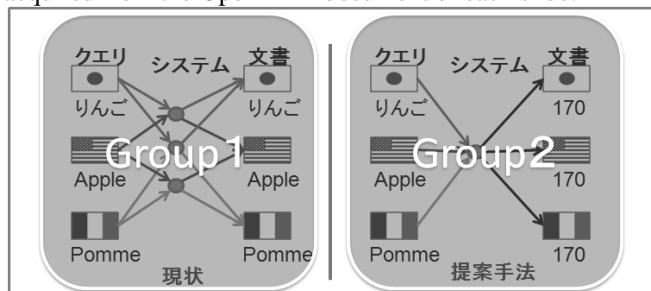 クエリ
システム
文書
りんご
りんご
Group1
Apple
Apple
Pomme
Pomme
現状
クエリ
システム
文書
りんご
170
Group2
Apple
170
Pomme
170
提案手法